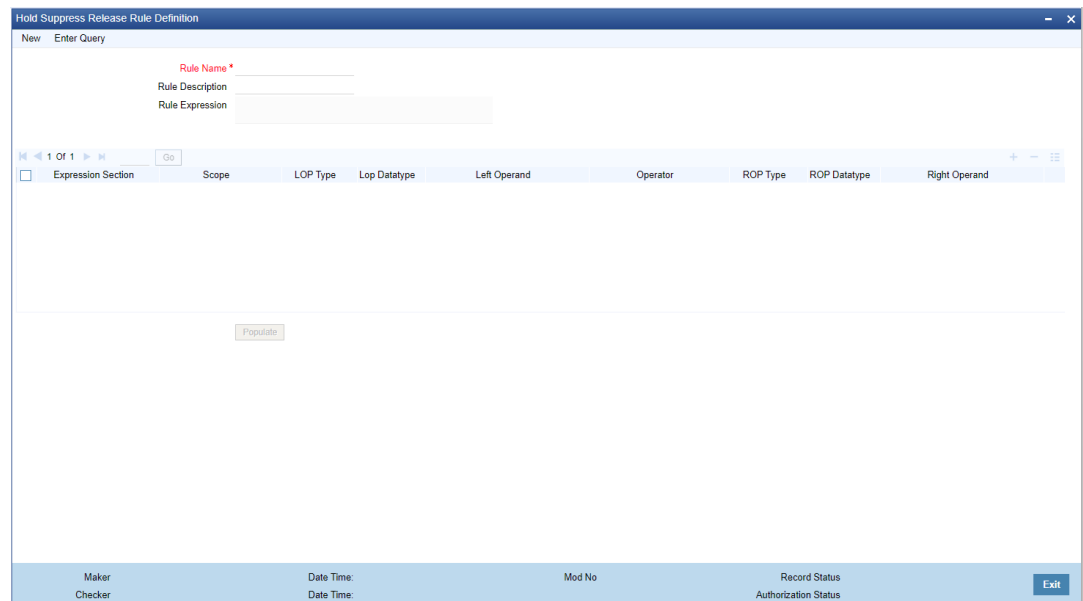 Hold Suppress Release Rule Definition
New Enter Query
Rule Name *
Rule Description
Rule Expression
1 Of 1 Go
Expression Section Scope LOP Type Lop Datatype Left Operand Operator ROP Type ROP Datatype Right Operand
Populate
Maker Date Time: Mod No Record Status
Checker Date Time: Authorization Status
Exit